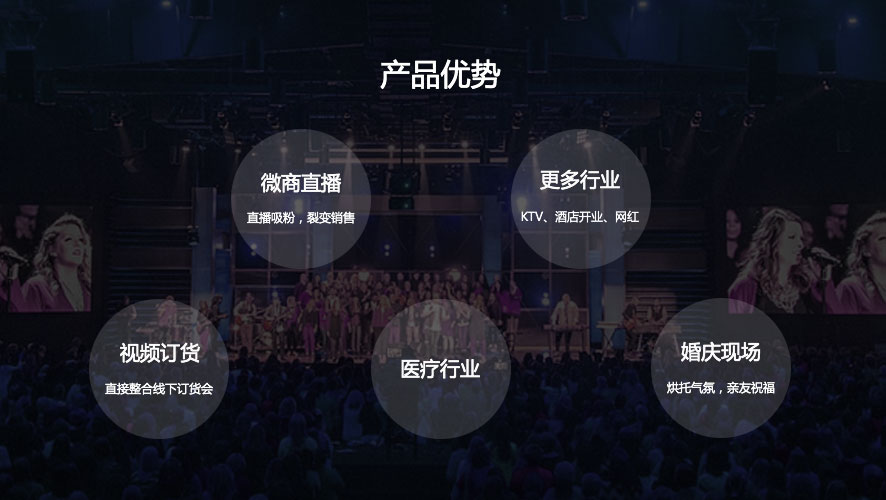 产品优势
微商直播
直播吸粉，裂变销售
更多行业
KTV、酒店开业、网红
视频订货
直接整合线下订货会
医疗行业
婚庆现场
烘托气氛，亲友祝福